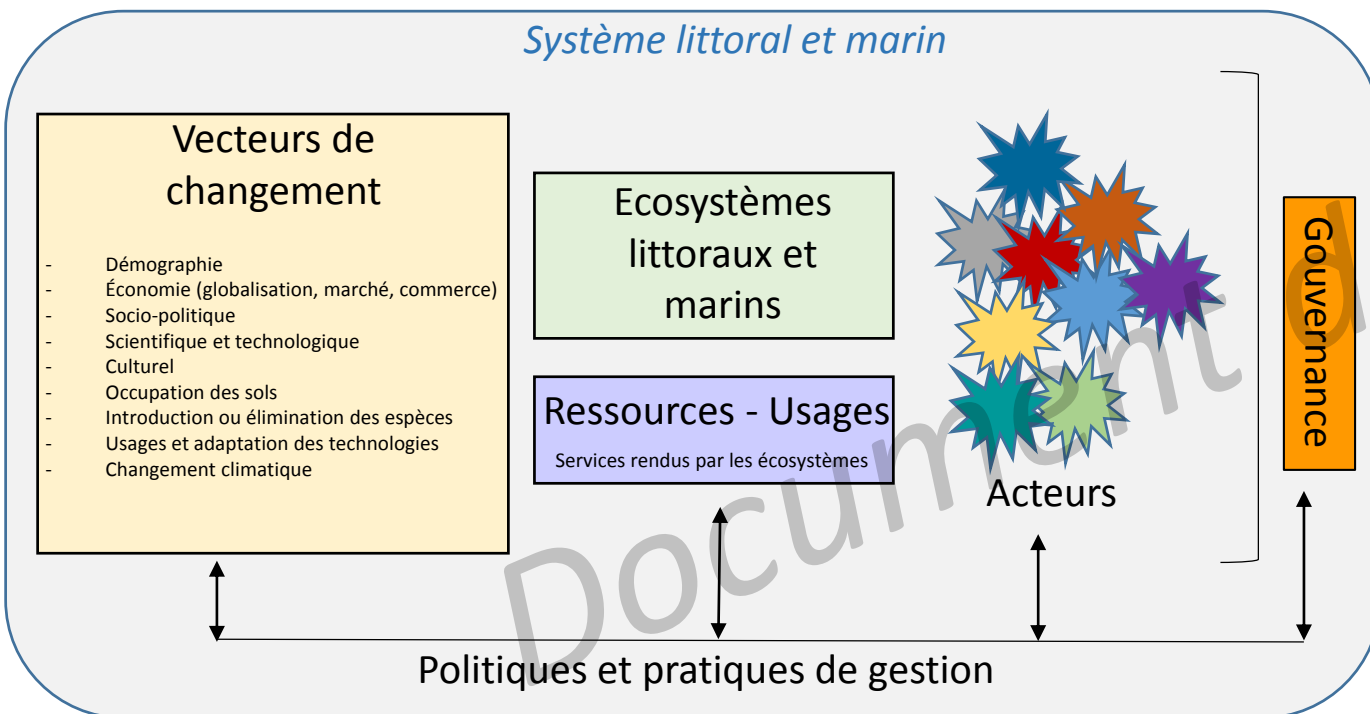 Système littoral et marin
Vecteurs de
changement
- Démographie
- Économie (globalisation, marché, commerce)
- Socio-politique
- Scientifique et technologique
- Culturel
- Occupation des sols
- Introduction ou élimination des espèces
- Usages et adaptation des technologies
- Changement climatique
Ecosystèmes
littoraux et
marins
Ressources - Usages
Services rendus par les écosystèmes
Acteurs
Gouvernance
Politiques et pratiques de gestion
Document d